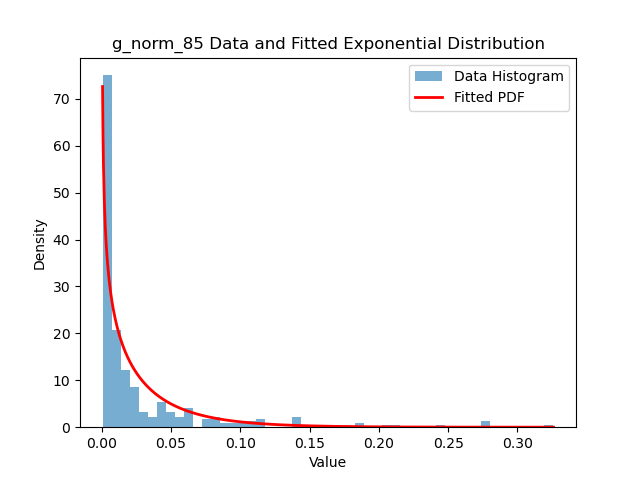 g_norm_85 Data and Fitted Exponential Distribution
Data Histogram
Fitted PDF
Density
70
60
50
40
30
20
10
0
0.00 0.05 0.10 0.15 0.20 0.25 0.30
Value